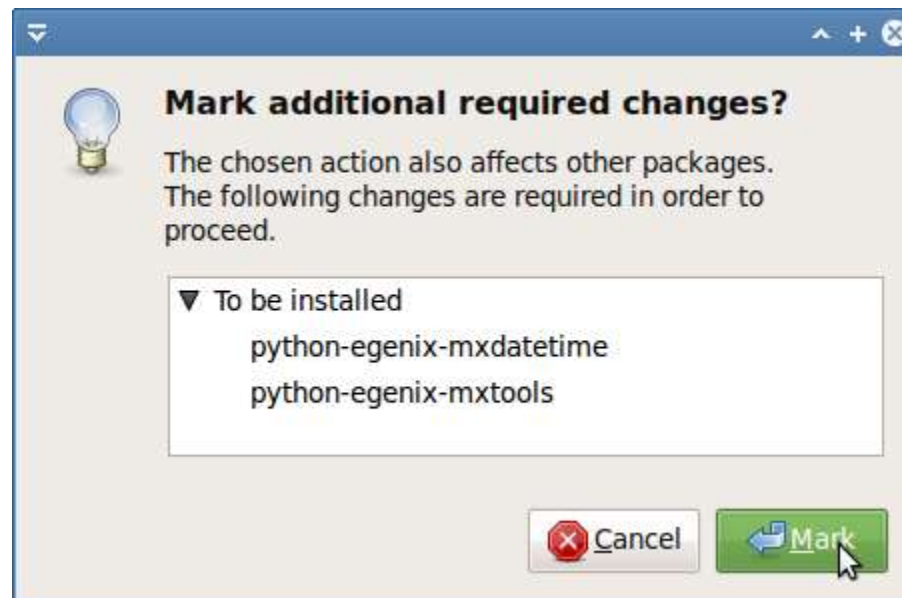 Mark additional required changes?
The chosen action also affects other packages.
The following changes are required in order to
proceed.
To be installed
python-egenix-mxdatetime
python-egenix-mxtools
Cancel
Mark